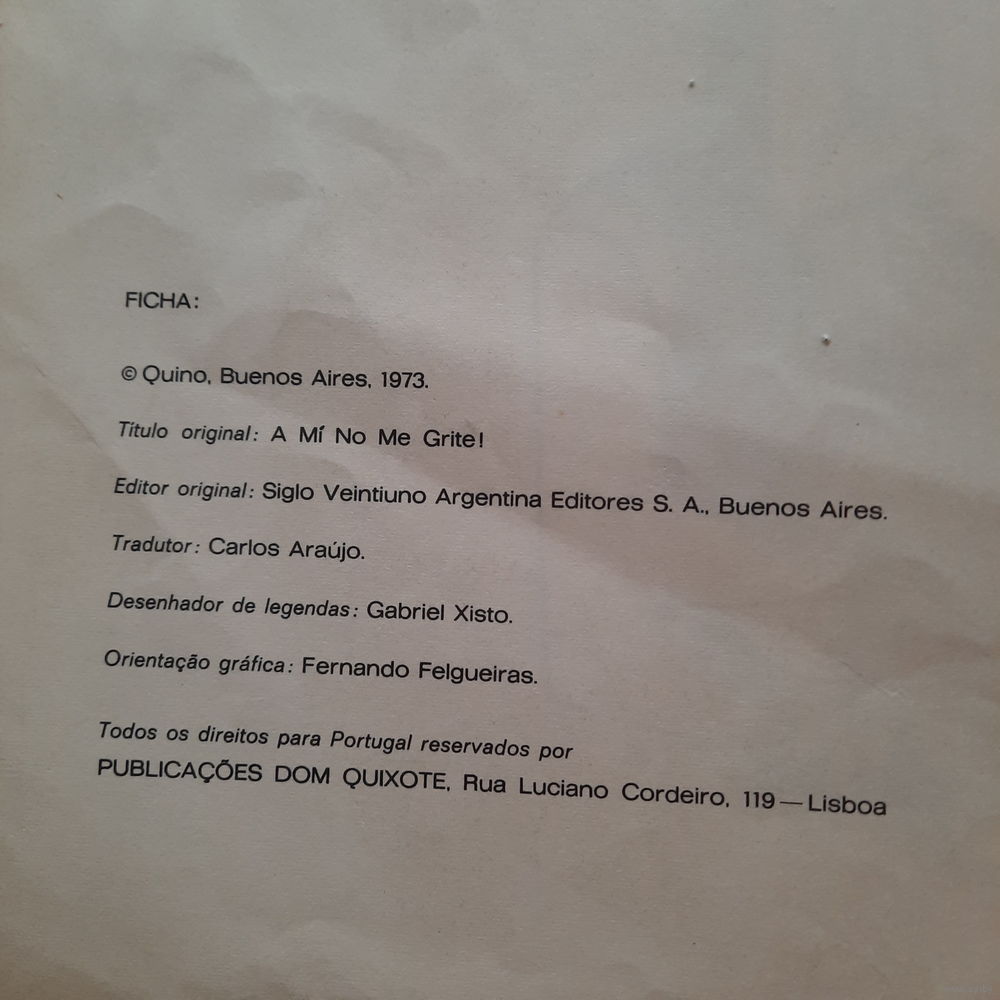 FICHA:
© Quino, Buenos Aires, 1973.
Título original: A Mí No Me Grite!
Editor original: Siglo Veintiuno Argentina Editores S. A., Buenos Aires.
Tradutor: Carlos Araújo.
Desenhador de legendas: Gabriel Xisto.
Orientação gráfica: Fernando Felgueiras.
Todos os direitos para Portugal reservados por
PUBLICAÇÕES DOM QUIXOTE, Rua Luciano Cordeiro, 119 — Lisboa